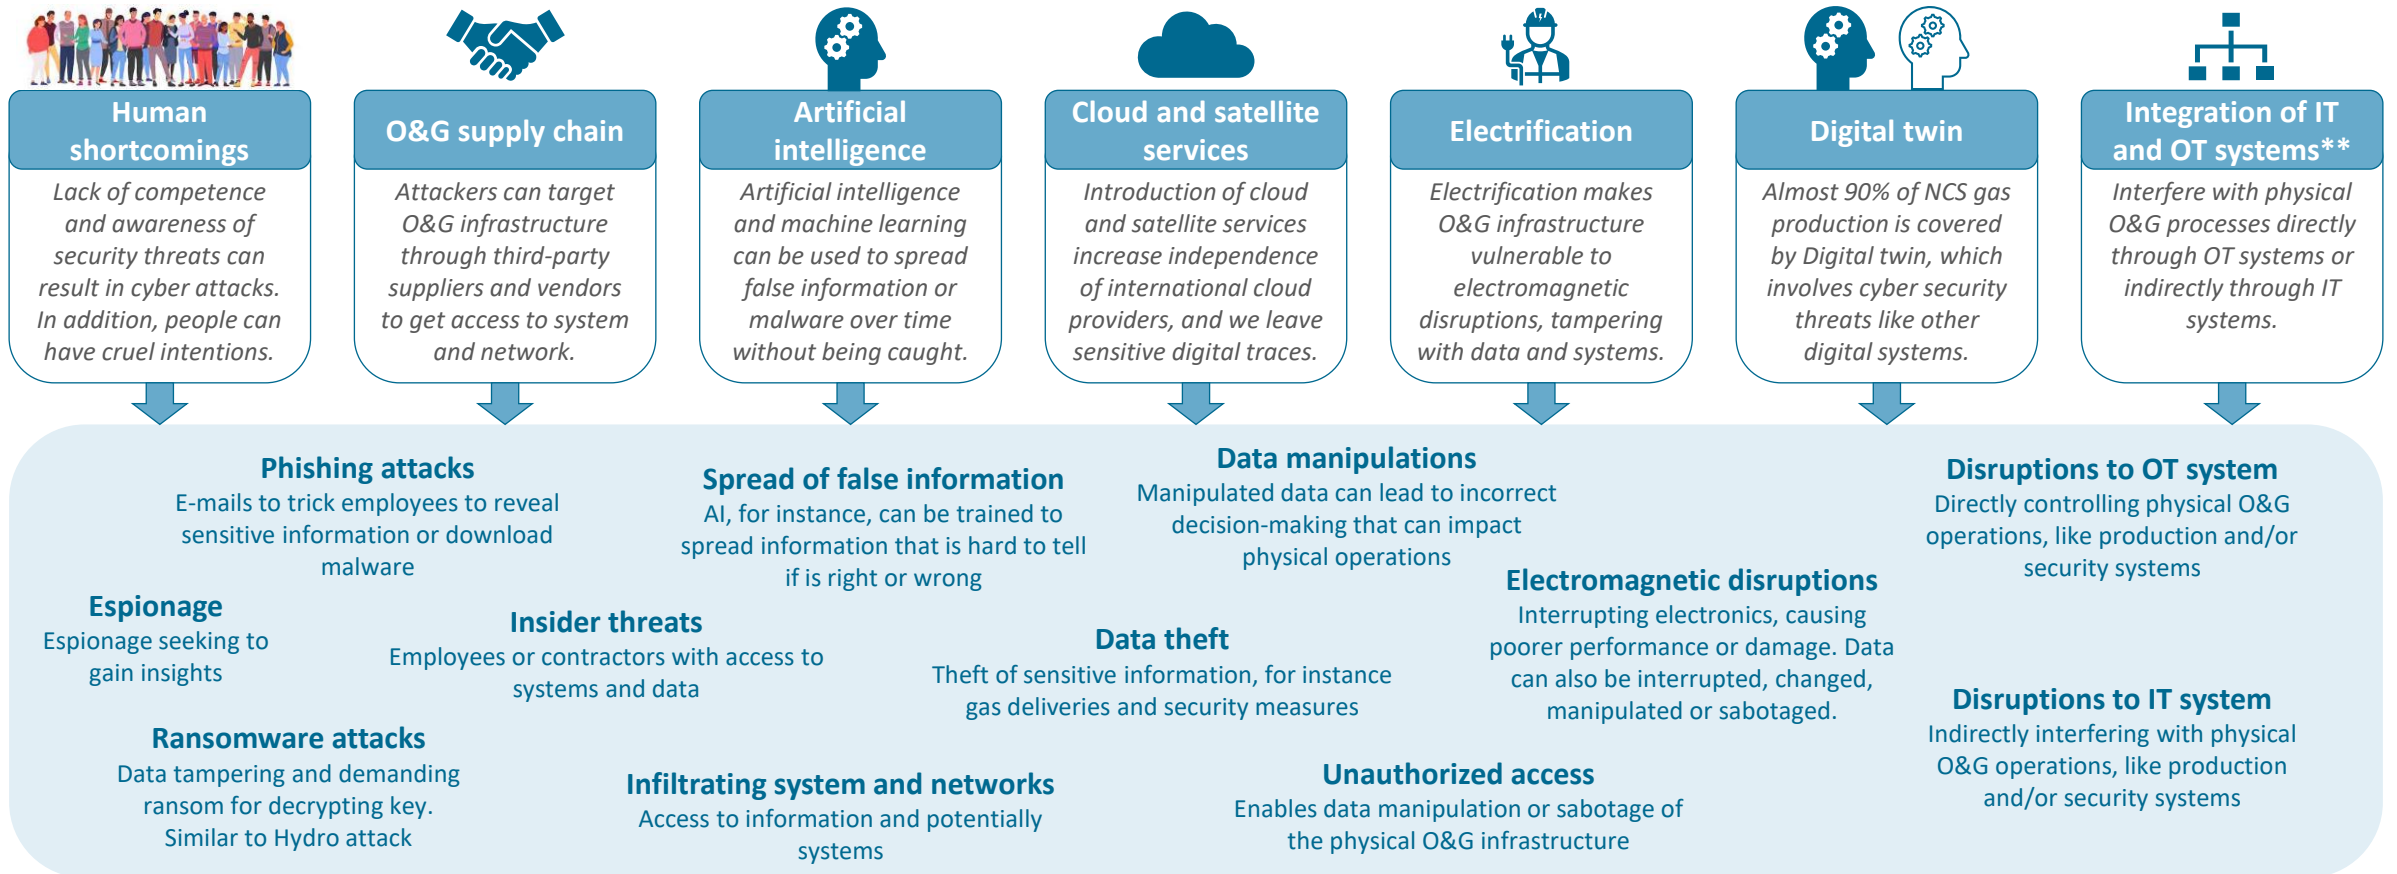 Human
shortcomings
Lack of competence
and awareness of
security threats can
result in cyber attacks.
In addition, people can
have cruel intentions.
O&G supply chain
Attackers can target
O&G infrastructure
through third-party
suppliers and vendors
to get access to system
and network.
Artificial
intelligence
Artificial intelligence
and machine learning
can be used to spread
false information or
malware over time
without being caught.
Cloud and satellite
services
Introduction of cloud
and satellite services
increase independence
of international cloud
providers, and we leave
sensitive digital traces.
Electrification
Electrification makes
O&G infrastructure
vulnerable to
electromagnetic
disruptions, tampering
with data and systems.
Digital twin
Almost 90% of NCS gas
production is covered
by Digital twin, which
involves cyber security
threats like other
digital systems.
Integration of IT
and OT systems**
Interfere with physical
O&G processes directly
through OT systems or
indirectly through IT
systems.
Phishing attacks
E-mails to trick employees to reveal
sensitive information or download
malware
Espionage
Espionage seeking to
gain insights
Ransomware attacks
Data tampering and demanding
ransom for decrypting key.
Similar to Hydro attack
Insider threats
Employees or contractors with access to
systems and data
Spread of false information
AI, for instance, can be trained to
spread information that is hard to tell
if is right or wrong
Infiltrating system and networks
Access to information and potentially
systems
Data manipulations
Manipulated data can lead to incorrect
decision-making that can impact
physical operations
Data theft
Theft of sensitive information, for instance
gas deliveries and security measures
Electromagnetic disruptions
Interrupting electronics, causing
poorer performance or damage. Data
can also be interrupted, changed,
manipulated or sabotaged.
Unauthorized access
Enables data manipulation or sabotage of
the physical O&G infrastructure
Disruptions to OT system
Directly controlling physical O&G
operations, like production and/or
security systems
Disruptions to IT system
Indirectly interfering with physical
O&G operations, like production
and/or security systems